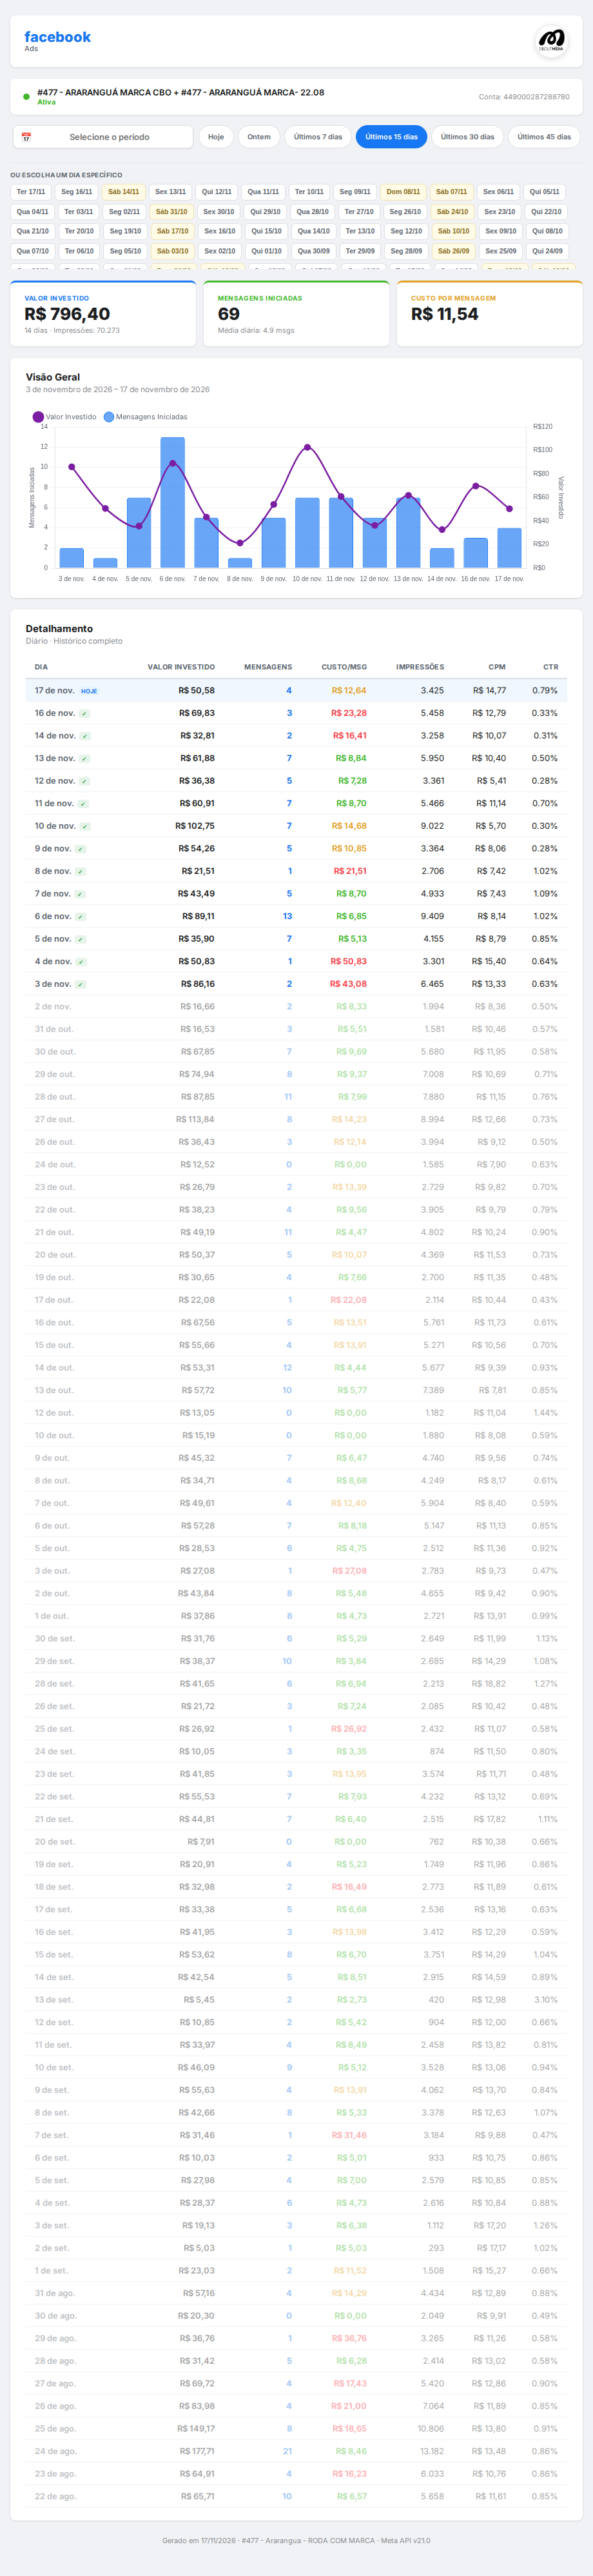 facebook
Ads
ABOUTMÍDIA
#477 - ARARANGUÁ MARCA CBO + #477 - ARARANGUÁ MARCA- 22.08
Ativa
Conta: 449000287288780
📅 Selecione o período
Hoje Ontem Últimos 7 dias Últimos 15 dias Últimos 30 dias Últimos 45 dias
OU ESCOLHA UM DIA ESPECÍFICO
Ter 17/11 Seg 16/11 Sáb 14/11 Sex 13/11 Qui 12/11 Qua 11/11 Ter 10/11 Seg 09/11 Dom 08/11 Sáb 07/11 Sex 06/11 Qui 05/11
Qua 04/11 Ter 03/11 Seg 02/11 Sáb 31/10 Sex 30/10 Qui 29/10 Qua 28/10 Ter 27/10 Seg 26/10 Sáb 24/10 Sex 23/10 Qui 22/10
Qua 21/10 Ter 20/10 Seg 19/10 Sáb 17/10 Sex 16/10 Qui 15/10 Qua 14/10 Ter 13/10 Seg 12/10 Sáb 10/10 Sex 09/10 Qui 08/10
Qua 07/10 Ter 06/10 Seg 05/10 Sáb 03/10 Sex 02/10 Qui 01/10 Qua 30/09 Ter 29/09 Seg 28/09 Sáb 26/09 Sex 25/09 Qui 24/09
VALOR INVESTIDO
R$ 796,40
14 dias · Impressões: 70.273
MENSAGENS INICIADAS
69
Média diária: 4.9 msgs
CUSTO POR MENSAGEM
R$ 11,54
Visão Geral
3 de novembro de 2026 – 17 de novembro de 2026
Valor Investido Mensagens Iniciadas
Mensagens Iniciadas
14
12
10
8
6
4
2
0
R$120
R$100
R$80
R$60
R$40
R$20
R$0
Valor Investido
3 de nov. 4 de nov. 5 de nov. 6 de nov. 7 de nov. 8 de nov. 9 de nov. 10 de nov. 11 de nov. 12 de nov. 13 de nov. 14 de nov. 16 de nov. 17 de nov.
Detalhamento
Diário · Histórico completo
DIA VALOR INVESTIDO MENSAGENS CUSTO/MSG IMPRESSÕES CPM CTR
17 de nov. HOJE R$ 50,58 4 R$ 12,64 3.425 R$ 14,77 0.79%
16 de nov. ✓ R$ 69,83 3 R$ 23,28 5.458 R$ 12,79 0.33%
14 de nov. ✓ R$ 32,81 2 R$ 16,41 3.258 R$ 10,07 0.31%
13 de nov. ✓ R$ 61,88 7 R$ 8,84 5.950 R$ 10,40 0.50%
12 de nov. ✓ R$ 36,38 5 R$ 7,28 3.361 R$ 5,41 0.28%
11 de nov. ✓ R$ 60,91 7 R$ 8,70 5.466 R$ 11,14 0.70%
10 de nov. ✓ R$ 102,75 7 R$ 14,68 9.022 R$ 5,70 0.30%
9 de nov. ✓ R$ 54,26 5 R$ 10,85 3.364 R$ 8,06 0.28%
8 de nov. ✓ R$ 21,51 1 R$ 21,51 2.706 R$ 7,42 1.02%
7 de nov. ✓ R$ 43,49 5 R$ 8,70 4.933 R$ 7,43 1.09%
6 de nov. ✓ R$ 89,11 13 R$ 6,85 9.409 R$ 8,14 1.02%
5 de nov. ✓ R$ 35,90 7 R$ 5,13 4.155 R$ 8,79 0.85%
4 de nov. ✓ R$ 50,83 1 R$ 50,83 3.301 R$ 15,40 0.64%
3 de nov. ✓ R$ 86,16 2 R$ 43,08 6.465 R$ 13,33 0.63%
2 de nov. R$ 16,66 2 R$ 8,33 1.994 R$ 8,36 0.50%
31 de out. R$ 16,53 3 R$ 5,51 1.581 R$ 10,46 0.57%
30 de out. R$ 67,85 7 R$ 9,69 5.680 R$ 11,95 0.58%
29 de out. R$ 74,94 8 R$ 9,37 7.008 R$ 10,69 0.71%
28 de out. R$ 87,85 11 R$ 7,99 7.880 R$ 11,15 0.76%
27 de out. R$ 113,84 8 R$ 14,23 8.994 R$ 12,66 0.73%
26 de out. R$ 36,43 3 R$ 12,14 3.994 R$ 9,12 0.50%
24 de out. R$ 12,52 0 R$ 0,00 1.585 R$ 7,90 0.63%
23 de out. R$ 26,79 2 R$ 13,39 2.729 R$ 9,82 0.70%
22 de out. R$ 38,23 4 R$ 9,56 3.905 R$ 9,79 0.79%
21 de out. R$ 49,19 11 R$ 4,47 4.802 R$ 10,24 0.90%
20 de out. R$ 50,37 5 R$ 10,07 4.369 R$ 11,53 0.73%
19 de out. R$ 30,65 4 R$ 7,66 2.700 R$ 11,35 0.48%
17 de out. R$ 22,08 1 R$ 22,08 2.114 R$ 10,44 0.43%
16 de out. R$ 67,56 5 R$ 13,51 5.761 R$ 11,73 0.61%
15 de out. R$ 55,66 4 R$ 13,91 5.271 R$ 10,56 0.70%
14 de out. R$ 53,31 12 R$ 4,44 5.677 R$ 9,39 0.93%
13 de out. R$ 57,72 10 R$ 5,77 7.389 R$ 7,81 0.85%
12 de out. R$ 13,05 0 R$ 0,00 1.182 R$ 11,04 1.44%
10 de out. R$ 15,19 0 R$ 0,00 1.880 R$ 8,08 0.59%
9 de out. R$ 45,32 7 R$ 6,47 4.740 R$ 9,56 0.74%
8 de out. R$ 34,71 4 R$ 8,68 4.249 R$ 8,17 0.61%
7 de out. R$ 49,61 4 R$ 12,40 5.904 R$ 8,40 0.59%
6 de out. R$ 57,28 7 R$ 8,18 5.147 R$ 11,13 0.85%
5 de out. R$ 28,53 6 R$ 4,75 2.512 R$ 11,36 0.92%
3 de out. R$ 27,08 1 R$ 27,08 2.783 R$ 9,73 0.47%
2 de out. R$ 43,84 8 R$ 5,48 4.655 R$ 9,42 0.90%
1 de out. R$ 37,86 8 R$ 4,73 2.721 R$ 13,91 0.99%
30 de set. R$ 31,76 6 R$ 5,29 2.649 R$ 11,99 1.13%
29 de set. R$ 38,37 10 R$ 3,84 2.685 R$ 14,29 1.08%
28 de set. R$ 41,65 6 R$ 6,94 2.213 R$ 18,82 1.27%
26 de set. R$ 21,72 3 R$ 7,24 2.085 R$ 10,42 0.48%
25 de set. R$ 26,92 1 R$ 26,92 2.432 R$ 11,07 0.58%
24 de set. R$ 10,05 3 R$ 3,35 874 R$ 11,50 0.80%
23 de set. R$ 41,85 3 R$ 13,95 3.574 R$ 11,71 0.48%
22 de set. R$ 55,53 7 R$ 7,93 4.232 R$ 13,12 0.69%
21 de set. R$ 44,81 7 R$ 6,40 2.515 R$ 17,82 1.11%
20 de set. R$ 7,91 0 R$ 0,00 762 R$ 10,38 0.66%
19 de set. R$ 20,91 4 R$ 5,23 1.749 R$ 11,96 0.86%
18 de set. R$ 32,98 2 R$ 16,49 2.773 R$ 11,89 0.61%
17 de set. R$ 33,38 5 R$ 6,68 2.536 R$ 13,16 0.63%
16 de set. R$ 41,95 3 R$ 13,98 3.412 R$ 12,29 0.59%
15 de set. R$ 53,62 8 R$ 6,70 3.751 R$ 14,29 1.04%
14 de set. R$ 42,54 5 R$ 8,51 2.915 R$ 14,59 0.89%
13 de set. R$ 5,45 2 R$ 2,73 420 R$ 12,98 3.10%
12 de set. R$ 10,85 2 R$ 5,42 904 R$ 12,00 0.66%
11 de set. R$ 33,97 4 R$ 8,49 2.458 R$ 13,82 0.81%
10 de set. R$ 46,09 9 R$ 5,12 3.528 R$ 13,06 0.94%
9 de set. R$ 55,63 4 R$ 13,91 4.062 R$ 13,70 0.84%
8 de set. R$ 42,66 8 R$ 5,33 3.378 R$ 12,63 1.07%
7 de set. R$ 31,46 1 R$ 31,46 3.184 R$ 9,88 0.47%
6 de set. R$ 10,03 2 R$ 5,01 933 R$ 10,75 0.86%
5 de set. R$ 27,98 4 R$ 7,00 2.579 R$ 10,85 0.85%
4 de set. R$ 28,37 6 R$ 4,73 2.616 R$ 10,84 0.88%
3 de set. R$ 19,13 3 R$ 6,38 1.112 R$ 17,20 1.26%
2 de set. R$ 5,03 1 R$ 5,03 293 R$ 17,17 1.02%
1 de set. R$ 23,03 2 R$ 11,52 1.508 R$ 15,27 0.66%
31 de ago. R$ 57,16 4 R$ 14,29 4.434 R$ 12,89 0.88%
30 de ago. R$ 20,30 0 R$ 0,00 2.049 R$ 9,91 0.49%
29 de ago. R$ 36,76 1 R$ 36,76 3.265 R$ 11,26 0.58%
28 de ago. R$ 31,42 5 R$ 6,28 2.414 R$ 13,02 0.58%
27 de ago. R$ 69,72 4 R$ 17,43 5.420 R$ 12,86 0.90%
26 de ago. R$ 83,98 4 R$ 21,00 7.064 R$ 11,89 0.85%
25 de ago. R$ 149,17 8 R$ 18,65 10.806 R$ 13,80 0.91%
24 de ago. R$ 177,71 21 R$ 8,46 13.182 R$ 13,48 0.86%
23 de ago. R$ 64,91 4 R$ 16,23 6.033 R$ 10,76 0.86%
22 de ago. R$ 65,71 10 R$ 6,57 5.658 R$ 11,61 0.85%
Gerado em 17/11/2026 · #477 - Ararangua - RODA COM MARCA · Meta API v21.0